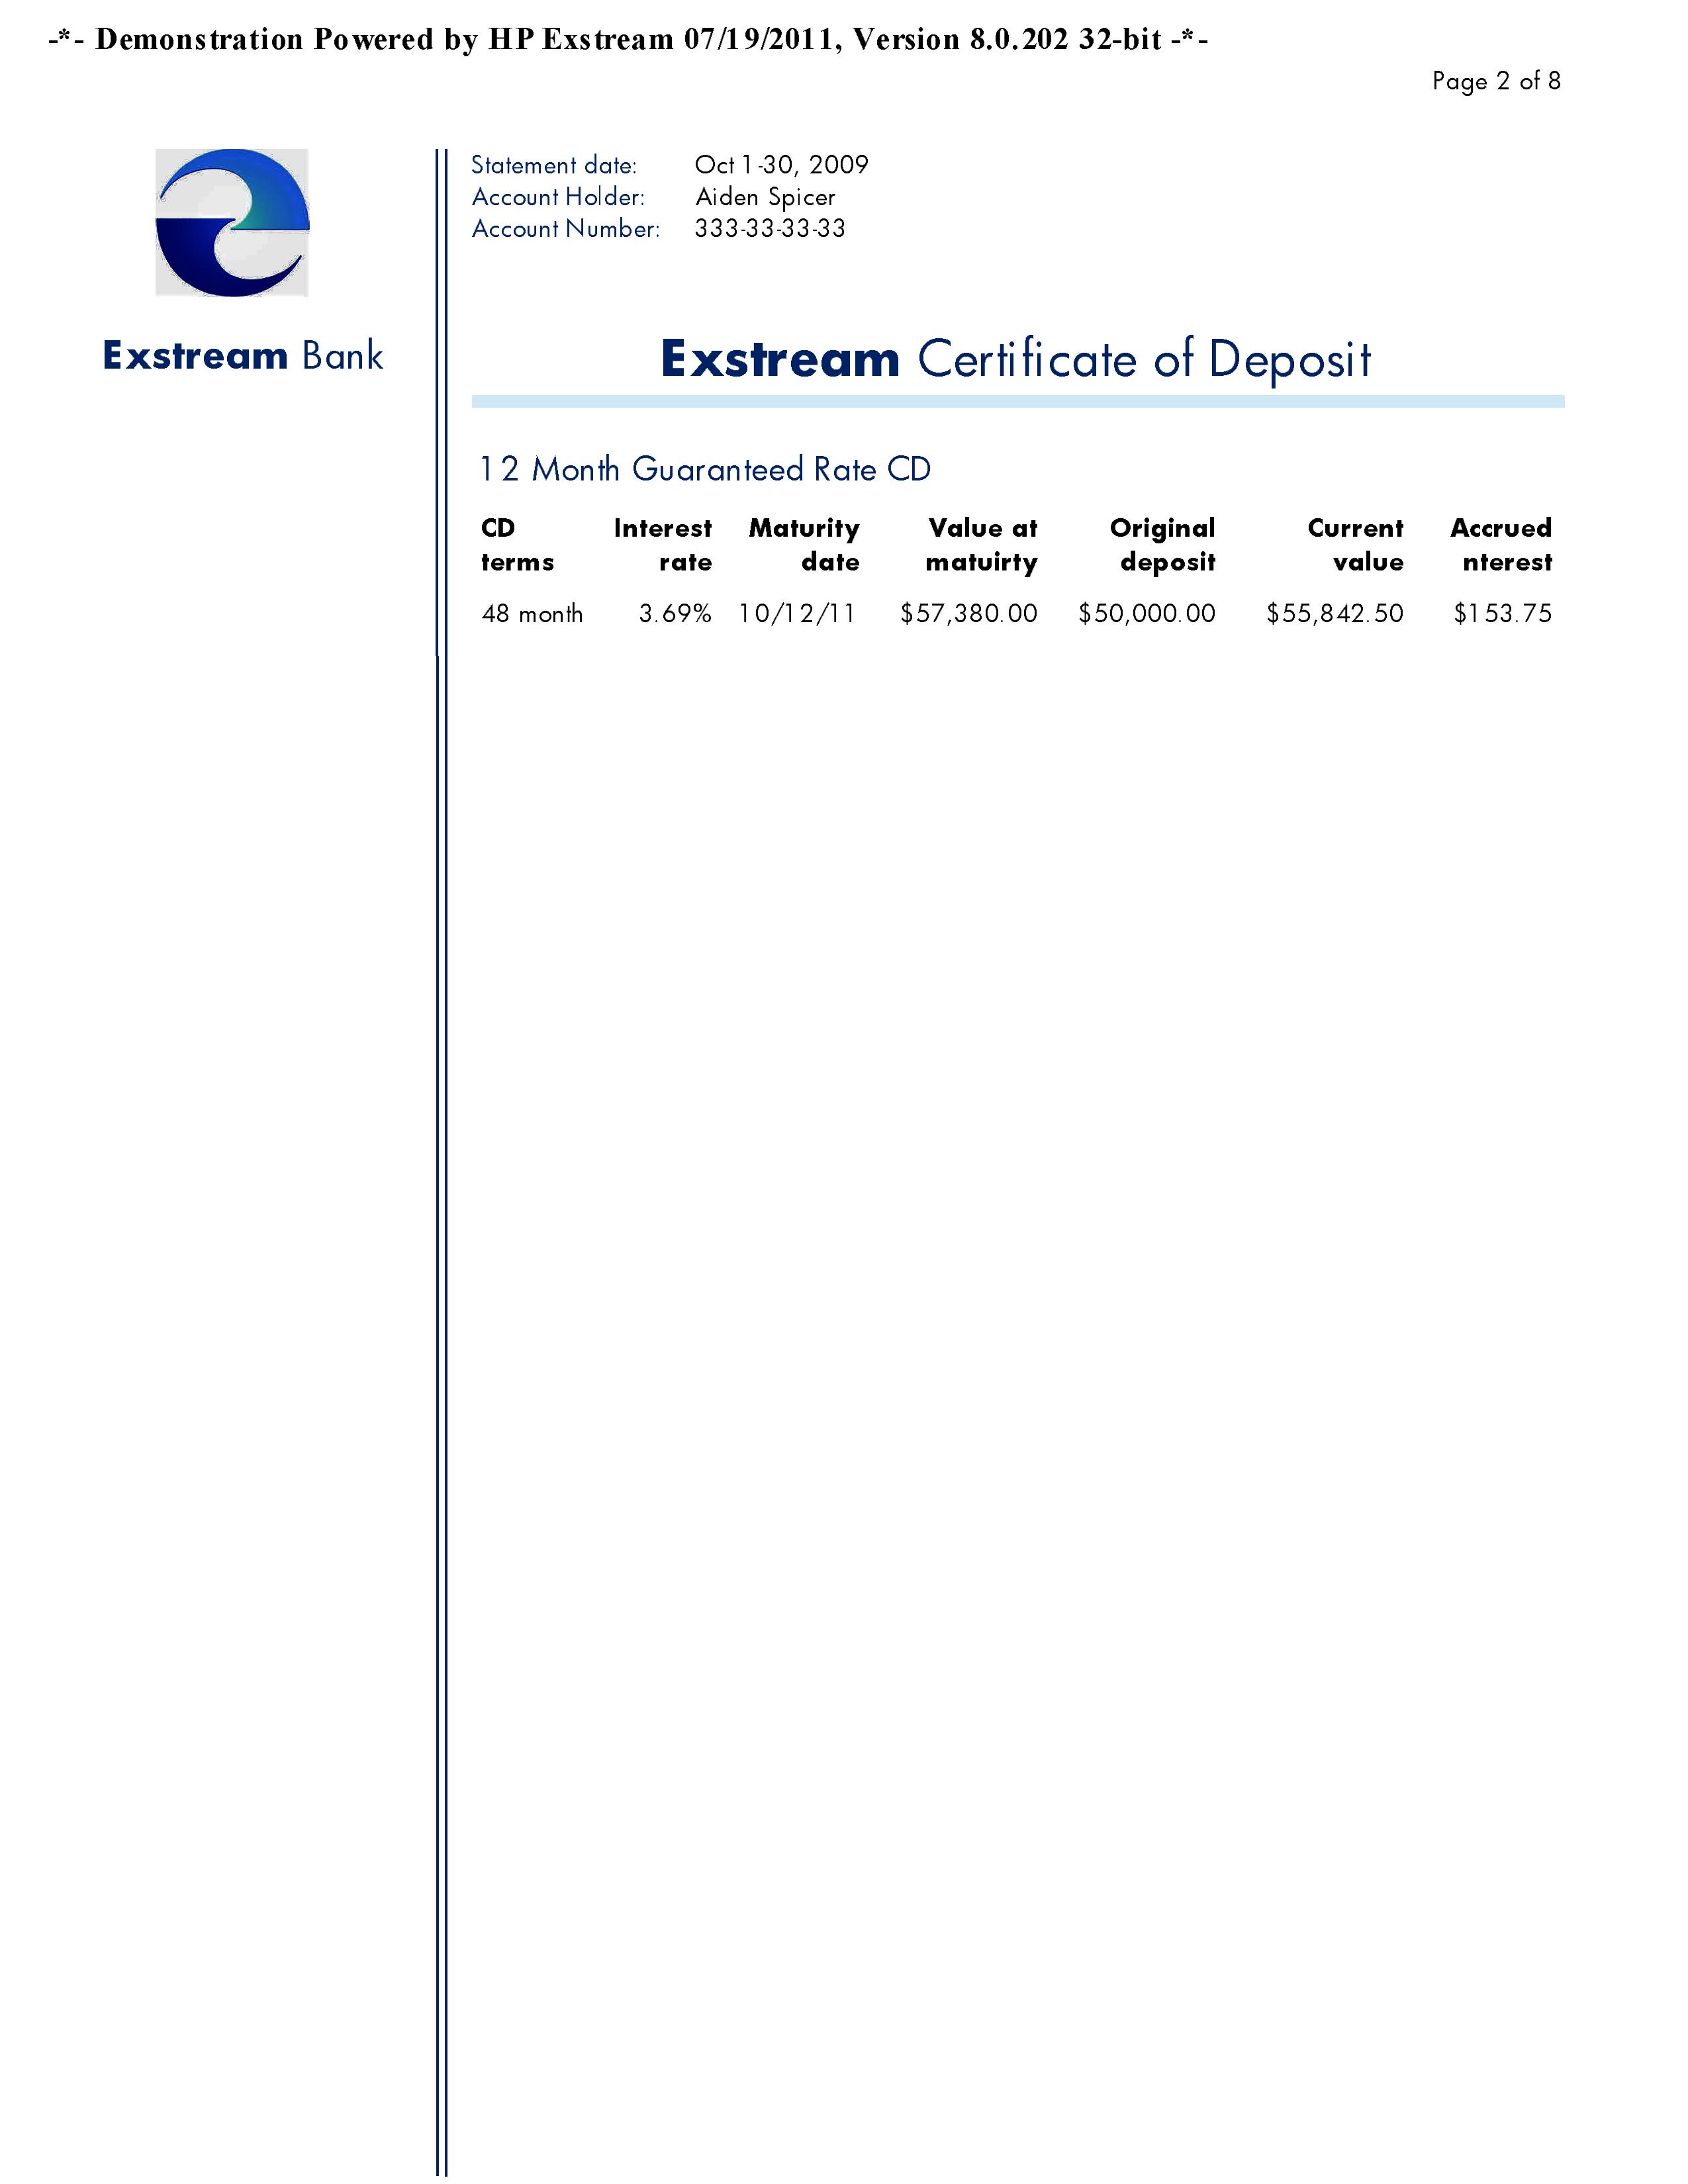 -*- Demonstration Powered by HP Exstream 07/19/2011, Version 8.0.202 32-bit -*-
Page 2 of 8
Statement date: Oct 1-30, 2009
Account Holder: Aiden Spicer
Account Number: 333-33-33-33
Exstream Bank
Exstream Certificate of Deposit
12 Month Guaranteed Rate CD
CD Interest Maturity Value at Original Current Accrued
terms rate date matuirty deposit value nterest
48 month 3.69% 10/12/11 $57,380.00 $50,000.00 $55,842.50 $153.75